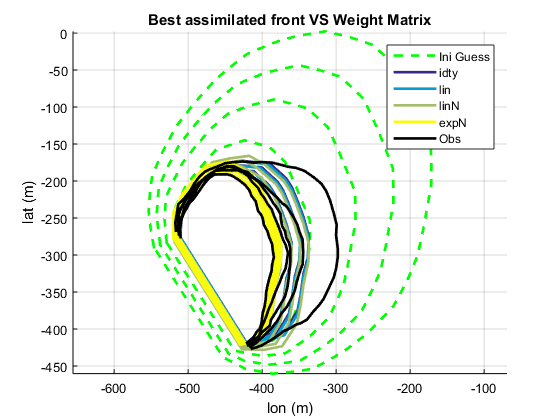 Best assimilated front VS Weight Matrix
0
-50
-100
-150
-200
-250
-300
-350
-400
-450
lat (m)
Ini Guess
idty
lin
linN
expN
Obs
-600 -500 -400 -300 -200 -100
lon (m)